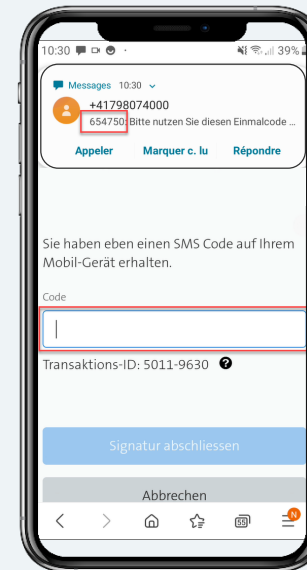 10:30
39%
Messages 10:30
+41798074000
654750: Bitte nutzen Sie diesen Einmalcode ...
Appeler Marquer c. lu Répondre
Sie haben eben einen SMS Code auf Ihrem
Mobil-Gerät erhalten.
Code
Transaktions-ID: 5011-9630 ?
Signatur abschliessen
Abbrechen
55
N